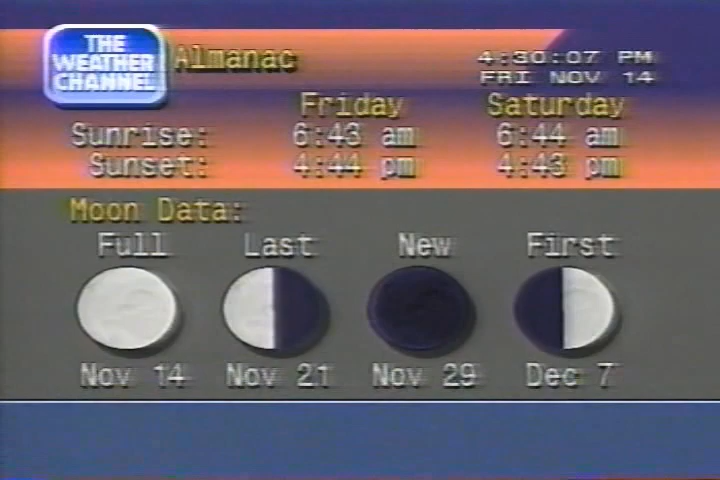 THE
WEATHER
CHANNEL
Almanac
4:30:07 PM
FRI NOV 14
Friday Saturday
Sunrise: 6:43 am 6:44 am
Sunset: 4:44 pm 4:43 pm
Moon Data:
Full Last New First
Nov 14 Nov 21 Nov 29 Dec 7